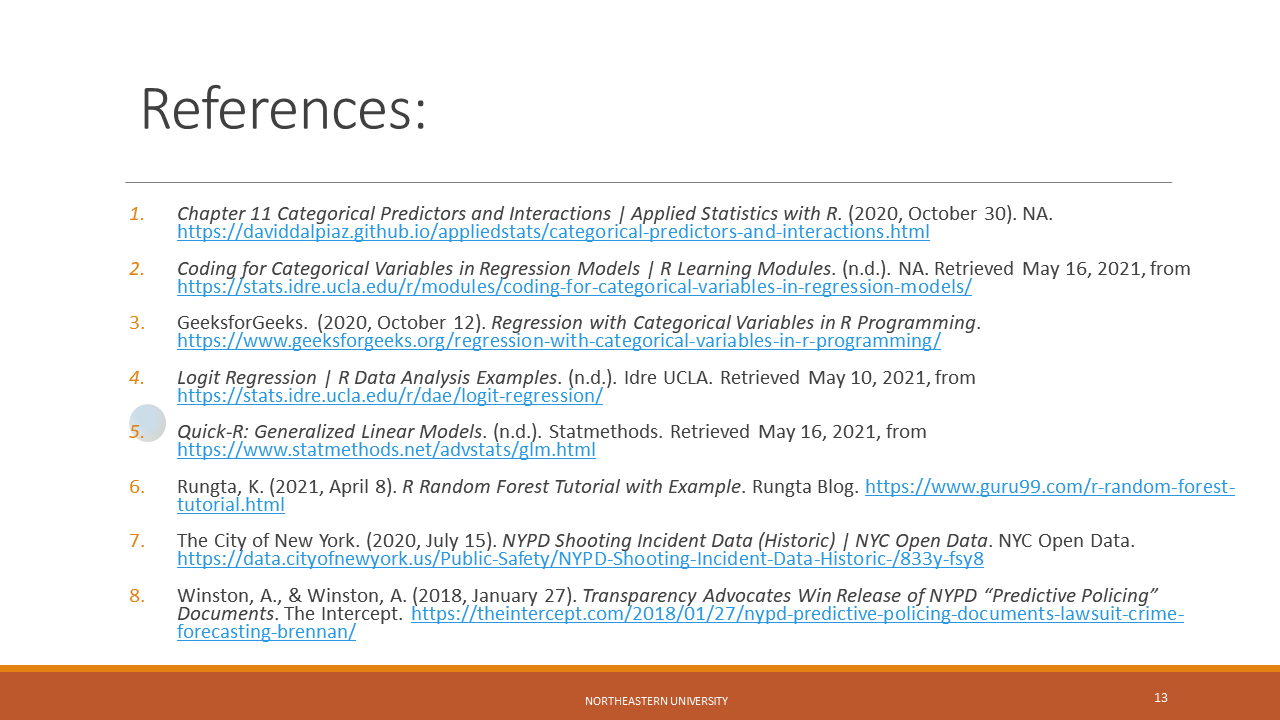 References:
1. Chapter 11 Categorical Predictors and Interactions | Applied Statistics with R. (2020, October 30). NA.
https://daviddalpiaz.github.io/appliedstats/categorical-predictors-and-interactions.html
2. Coding for Categorical Variables in Regression Models | R Learning Modules. (n.d.). NA. Retrieved May 16, 2021, from
https://stats.idre.ucla.edu/r/modules/coding-for-categorical-variables-in-regression-models/
3. GeeksforGeeks. (2020, October 12). Regression with Categorical Variables in R Programming.
https://www.geeksforgeeks.org/regression-with-categorical-variables-in-r-programming/
4. Logit Regression | R Data Analysis Examples. (n.d.). Idre UCLA. Retrieved May 10, 2021, from
https://stats.idre.ucla.edu/r/dae/logit-regression/
5. Quick-R: Generalized Linear Models. (n.d.). Statmethods. Retrieved May 16, 2021, from
https://www.statmethods.net/advstats/glm.html
6. Rungta, K. (2021, April 8). R Random Forest Tutorial with Example. Rungta Blog. https://www.guru99.com/r-random-forest-
tutorial.html
7. The City of New York. (2020, July 15). NYPD Shooting Incident Data (Historic) | NYC Open Data. NYC Open Data.
https://data.cityofnewyork.us/Public-Safety/NYPD-Shooting-Incident-Data-Historic-/833y-fsy8
8. Winston, A., & Winston, A. (2018, January 27). Transparency Advocates Win Release of NYPD “Predictive Policing”
Documents. The Intercept. https://theintercept.com/2018/01/27/nypd-predictive-policing-documents-lawsuit-crime-
forecasting-brennan/
NORTHEASTERN UNIVERSITY
13